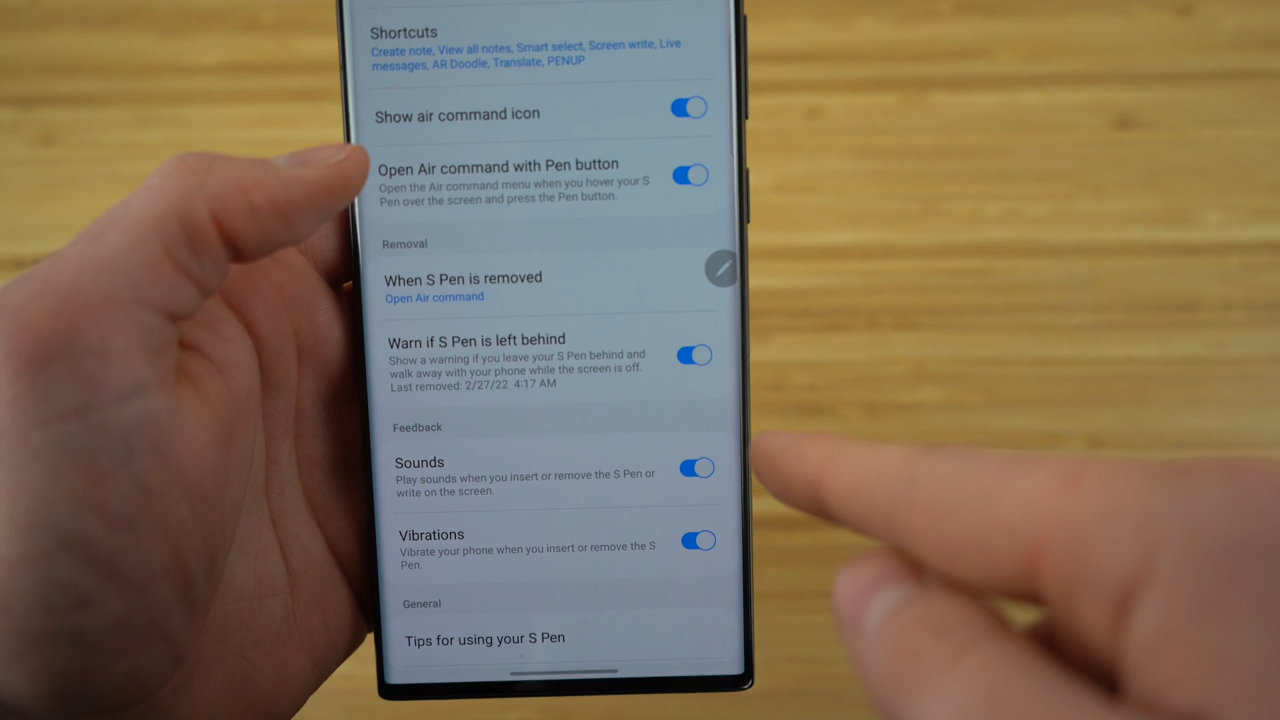 Shortcuts
Create note, View all notes, Smart select, Screen write, Live
messages, AR Doodle, Translate, PENUP
Show air command icon
Open Air command with Pen button
Open the Air command menu when you hover your S
Pen over the screen and press the Pen button.
Removal
When S Pen is removed
Open Air command
Warn if S Pen is left behind
Show a warning if you leave your S Pen behind and
walk away with your phone while the screen is off.
Last removed: 2/27/22 4:17 AM
Feedback
Sounds
Play sounds when you insert or remove the S Pen or
write on the screen.
Vibrations
Vibrate your phone when you insert or remove the S
Pen.
General
Tips for using your S Pen